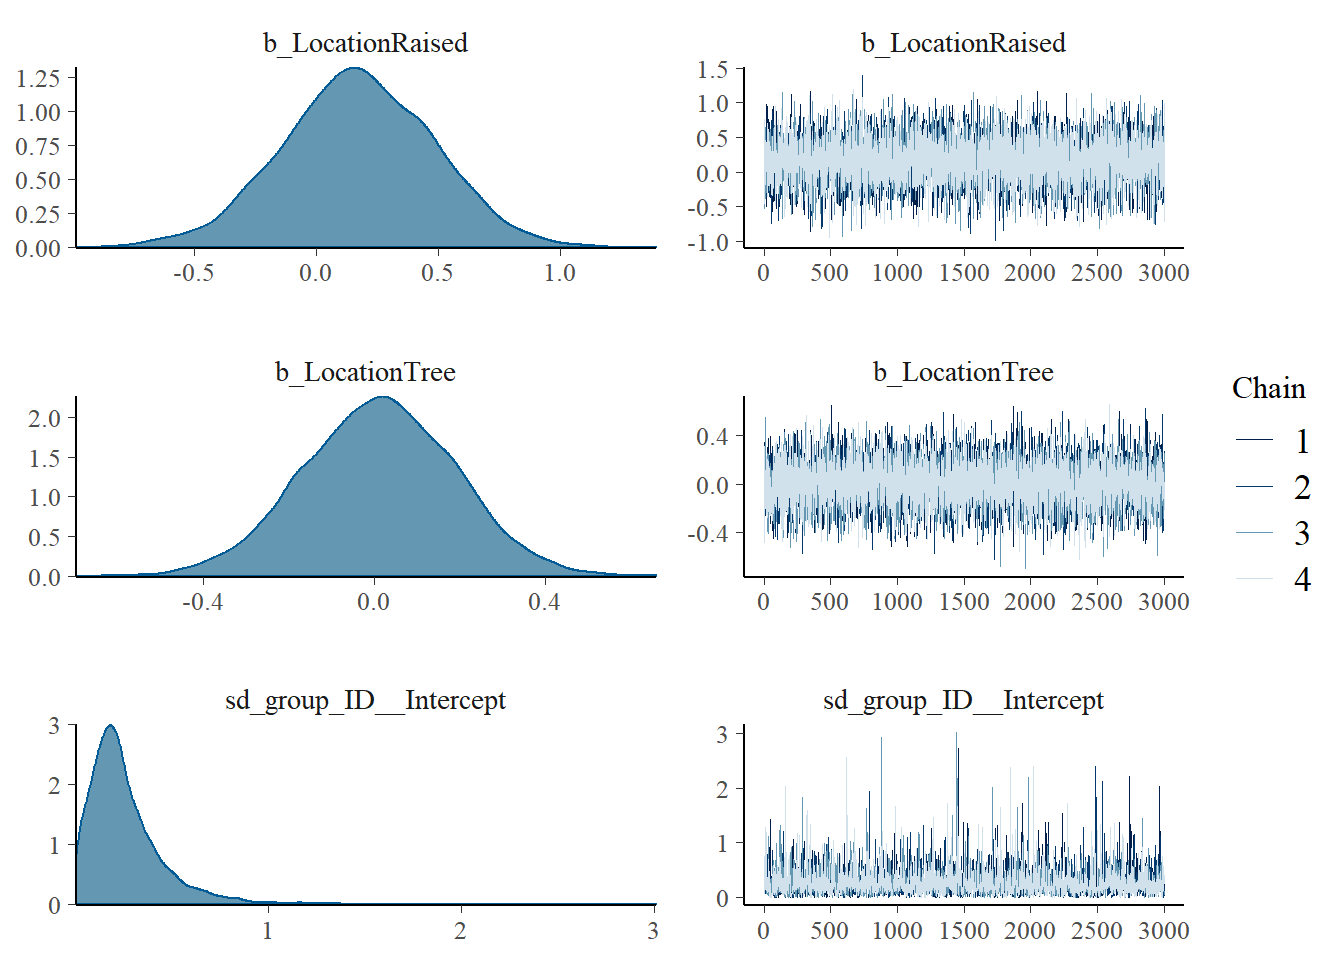 b_LocationRaised
1.25
1.00
0.75
0.50
0.25
0.00
-0.5 0.0 0.5 1.0
b_LocationRaised
1.5
1.0
0.5
0.0
-0.5
-1.0
0 500 1000 1500 2000 2500 3000
b_LocationTree
2.0
1.5
1.0
0.5
0.0
-0.4 0.0 0.4
b_LocationTree
0.4
0.0
-0.4
0 500 1000 1500 2000 2500 3000
sd_group_ID__Intercept
3
2
1
0
1 2 3
sd_group_ID__Intercept
3
2
1
0
0 500 1000 1500 2000 2500 3000
Chain
1
2
3
4